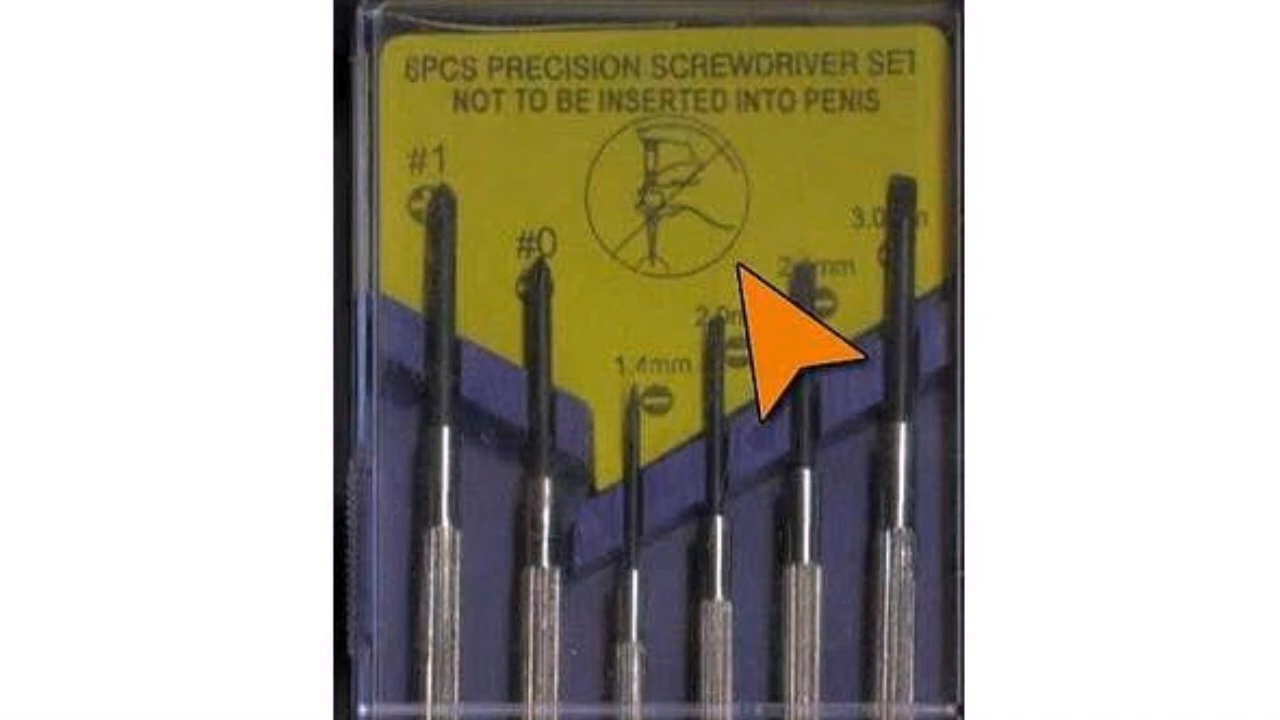 6PCS PRECISION SCREWDRIVER SET
NOT TO BE INSERTED INTO PENIS
#1
#0
1.4mm